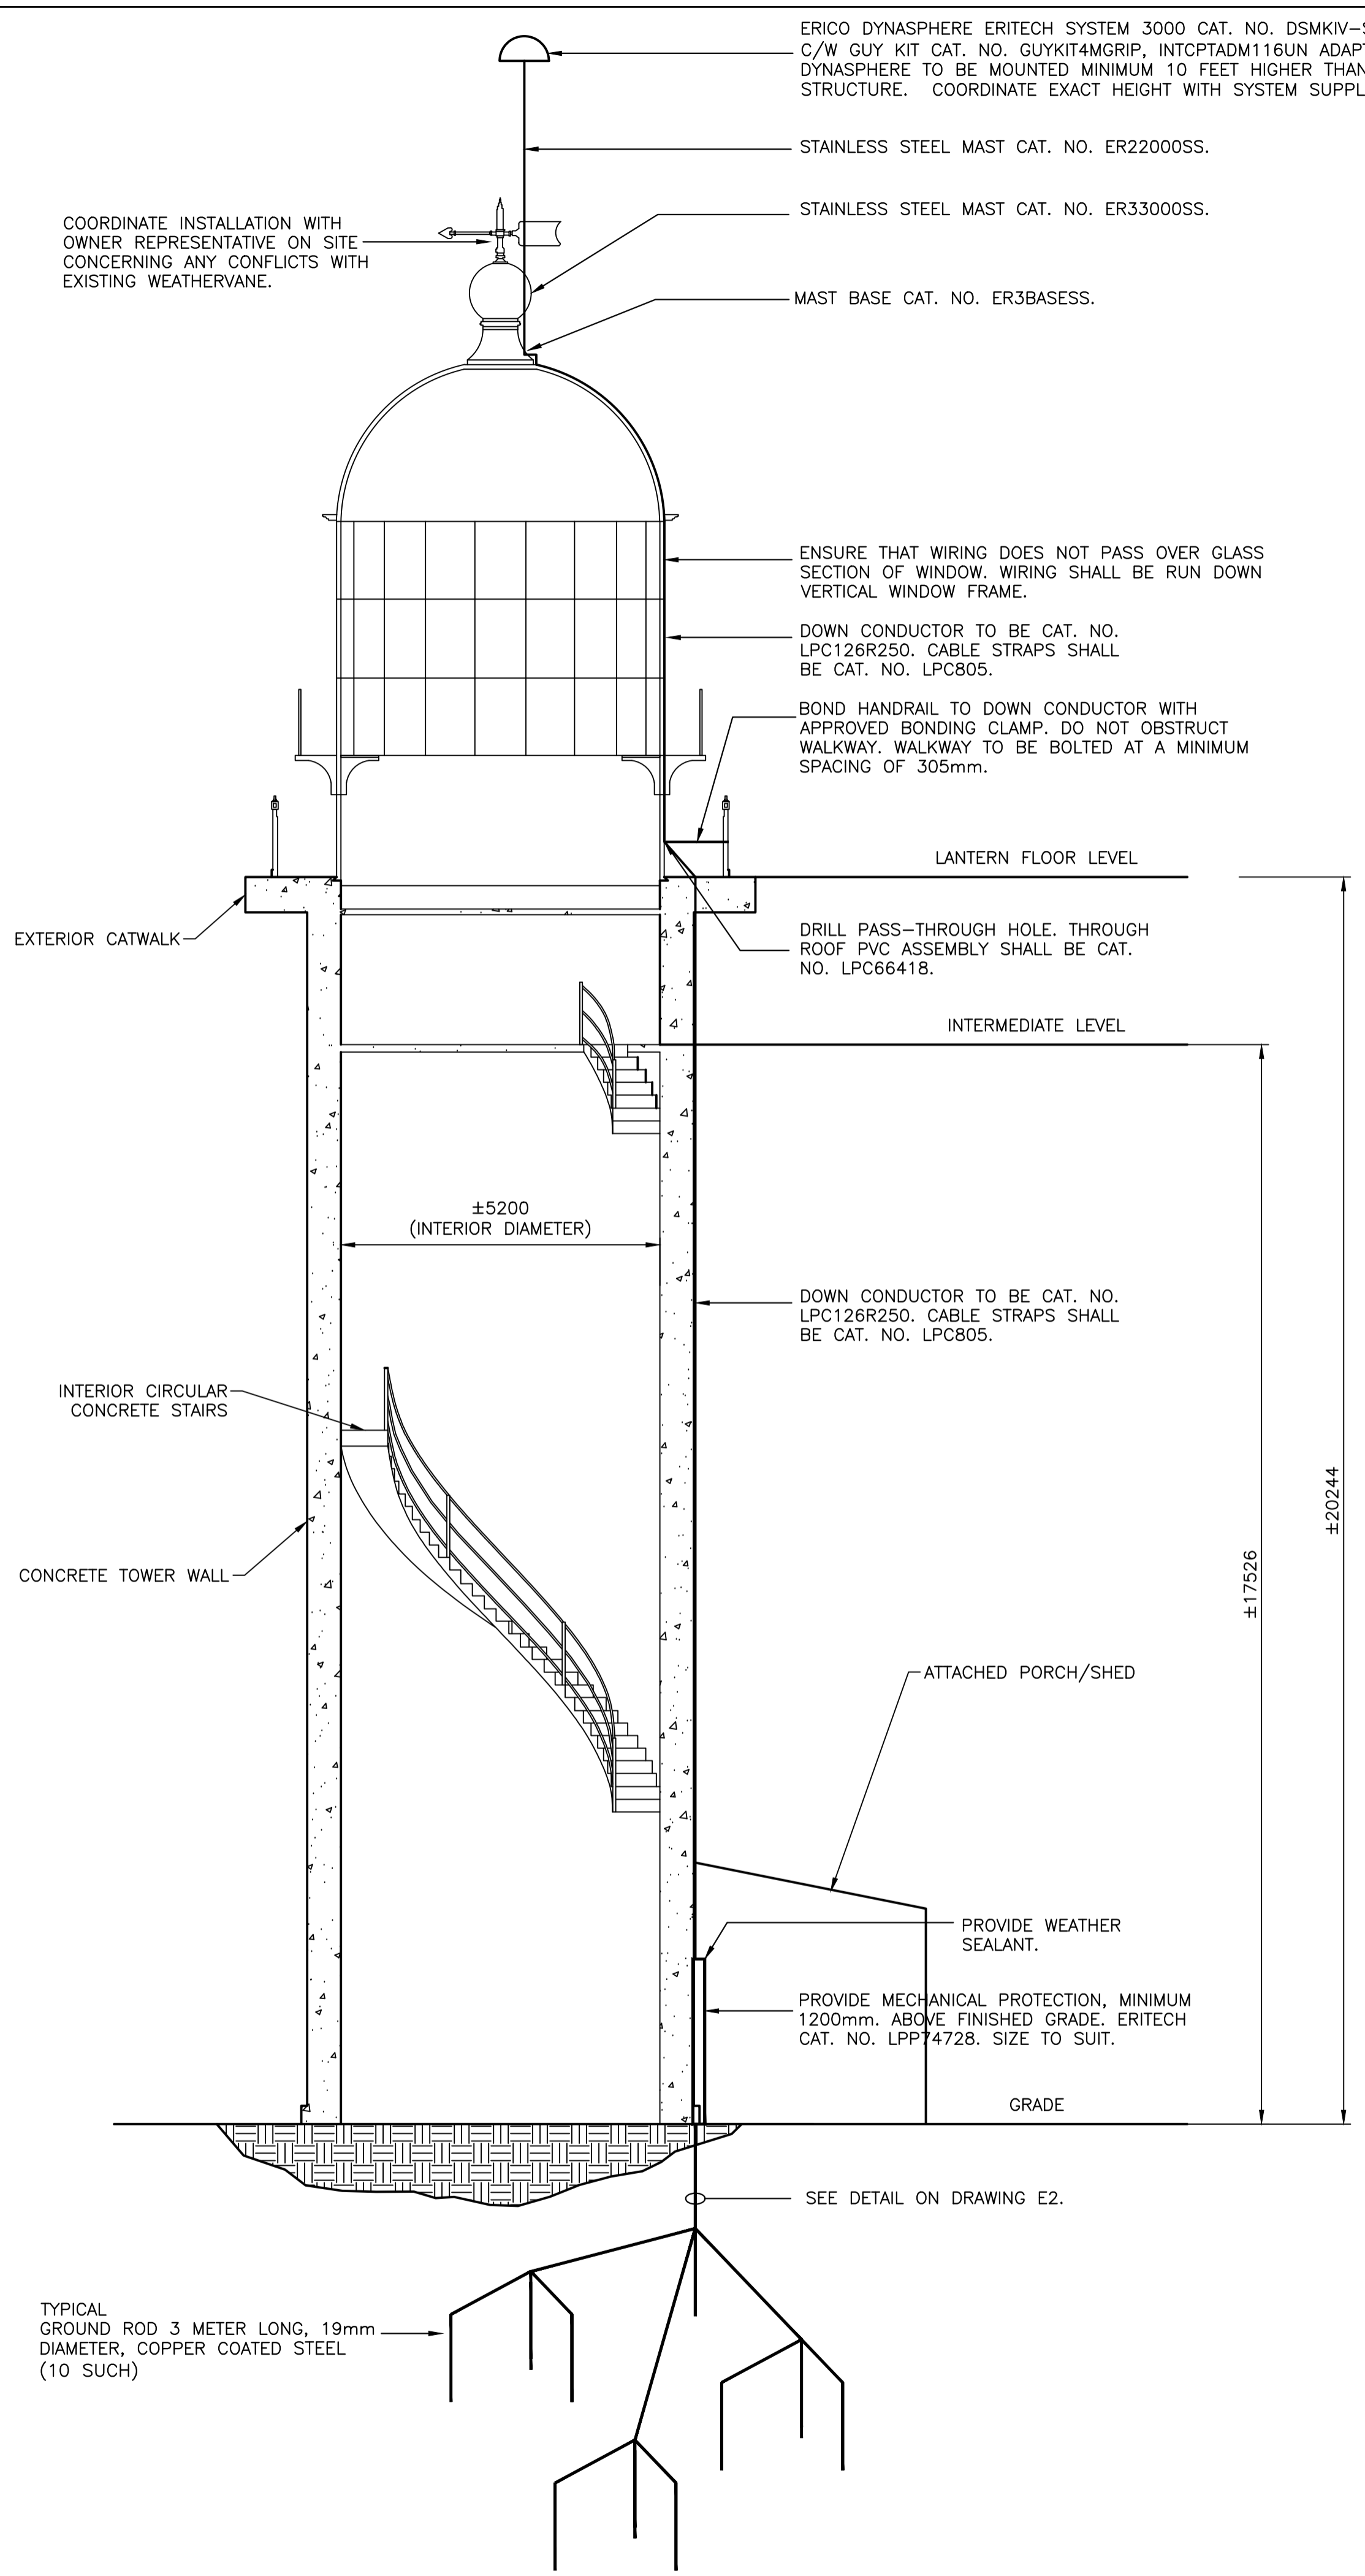 ERICO DYNASPHERE ERITECH SYSTEM 3000 CAT. NO.
C/W GUY KIT CAT. NO. GUYKIT4MGRIP, INTCPTADM116UN
DYNASPHERE TO BE MOUNTED MINIMUM 10 FEET HIGHER THAN
STRUCTURE. COORDINATE EXACT HEIGHT WITH SYSTEM
STAINLESS STEEL MAST CAT. NO. ER22000SS.
STAINLESS STEEL MAST CAT. NO. ER33000SS.
COORDINATE INSTALLATION WITH
OWNER REPRESENTATIVE ON SITE
CONCERNING ANY CONFLICTS WITH
EXISTING WEATHERVANE.
MAST BASE CAT. NO. ER3BASESS.
ENSURE THAT WIRING DOES NOT PASS OVER GLASS
SECTION OF WINDOW. WIRING SHALL BE RUN DOWN
VERTICAL WINDOW FRAME.
DOWN CONDUCTOR TO BE CAT. NO.
LPC126R250. CABLE STRAPS SHALL
BE CAT. NO. LPC805.
BOND HANDRAIL TO DOWN CONDUCTOR WITH
APPROVED BONDING CLAMP. DO NOT OBSTRUCT
WALKWAY. WALKWAY TO BE BOLTED AT A MINIMUM
SPACING OF 305mm.
LANTERN FLOOR LEVEL
EXTERIOR CATWALK
DRILL PASS-THROUGH HOLE. THROUGH
ROOF PVC ASSEMBLY SHALL BE CAT.
NO. LPC66418.
INTERMEDIATE LEVEL
±5200
(INTERIOR DIAMETER)
DOWN CONDUCTOR TO BE CAT. NO.
LPC126R250. CABLE STRAPS SHALL
BE CAT. NO. LPC805.
INTERIOR CIRCULAR
CONCRETE STAIRS
±20244
±17526
CONCRETE TOWER WALL
ATTACHED PORCH/SHED
PROVIDE WEATHER
SEALANT.
PROVIDE MECHANICAL PROTECTION, MINIMUM
1200mm. ABOVE FINISHED GRADE. ERITECH
CAT. NO. LPP74728. SIZE TO SUIT.
GRADE
SEE DETAIL ON DRAWING E2.
TYPICAL
GROUND ROD 3 METER LONG, 19mm
DIAMETER, COPPER COATED STEEL
(10 SUCH)